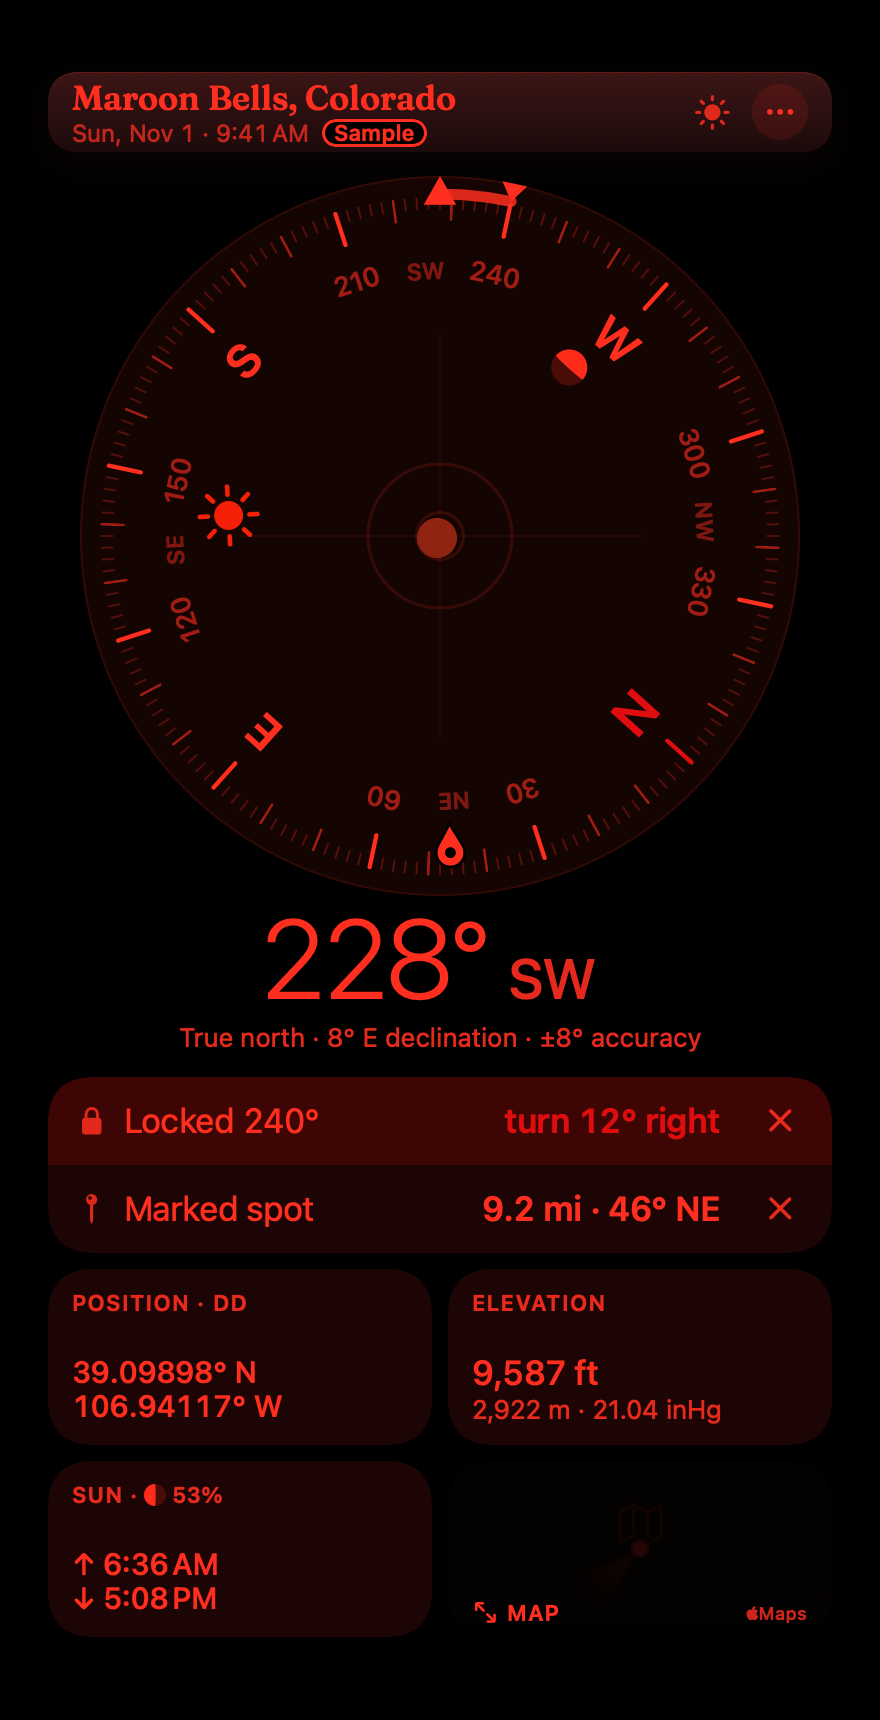 Maroon Bells, Colorado
Sun, Nov 1 · 9:41 AM Sample
210 SW 240
S W
150 300
SE NW
120 330
E N
60 NE 30
228° SW
True north · 8° E declination · ±8° accuracy
Locked 240° turn 12° right
Marked spot 9.2 mi · 46° NE
POSITION · DD
39.09898° N
106.94117° W
ELEVATION
9,587 ft
2,922 m · 21.04 inHg
SUN · 53%
↑ 6:36 AM
↓ 5:08 PM
MAP Maps